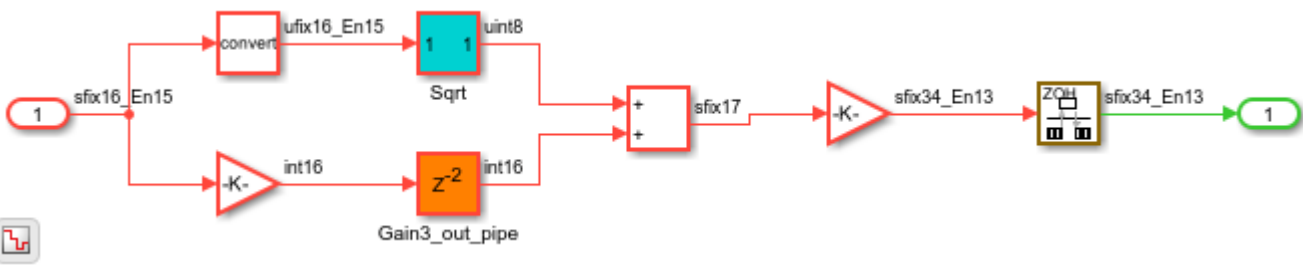 convert
ufix16_En15
1 1
uint8
Sqrt
1
sfix16_En15
+
+
sfix17
-K-
sfix34_En13
ZOH
sfix34_En13
1
-K-
int16
Z-2
int16
Gain3_out_pipe